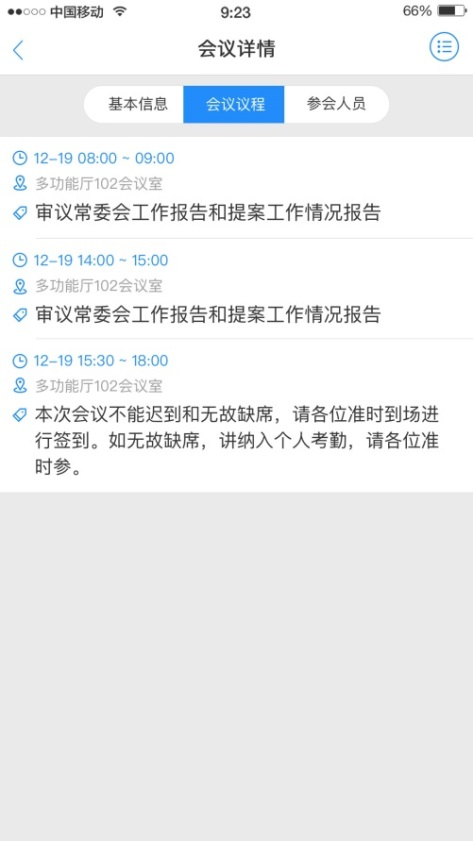 中国移动 9:23 66%
会议详情
基本信息 会议议程 参会人员
12-19 08:00 ~ 09:00
多功能厅102会议室
审议常委会工作报告和提案工作情况报告
12-19 14:00 ~ 15:00
多功能厅102会议室
审议常委会工作报告和提案工作情况报告
12-19 15:30 ~ 18:00
多功能厅102会议室
本次会议不能迟到和无故缺席，请各位准时到场进
行签到。如无故缺席，讲纳入个人考勤，请各位准
时参。